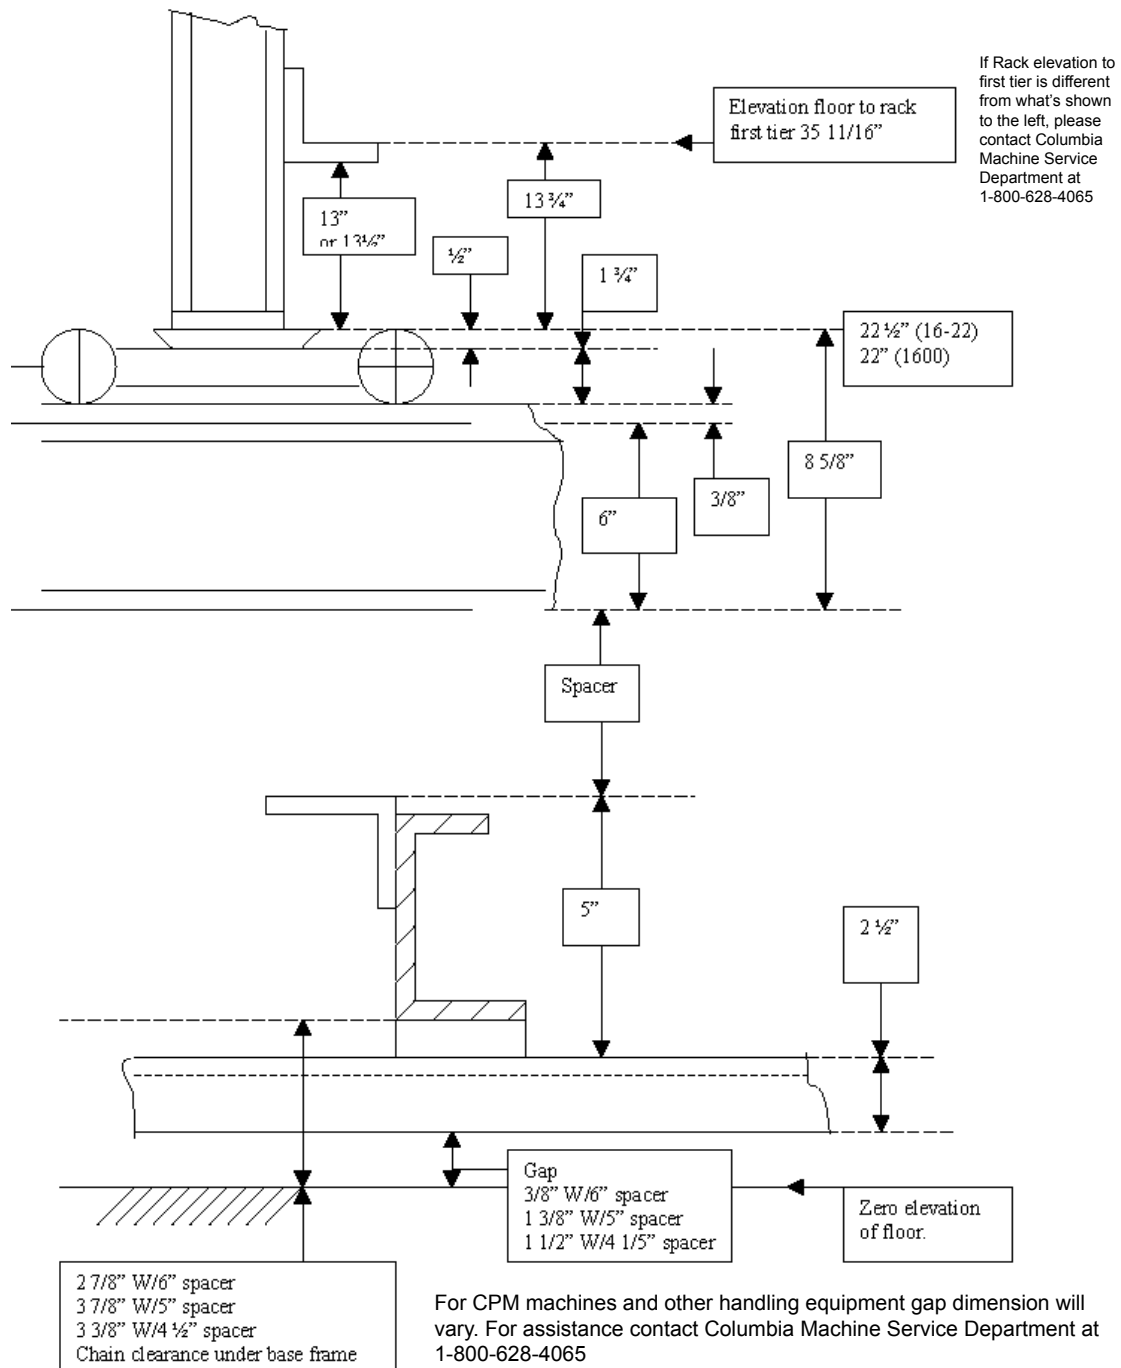 If Rack elevation to
first tier is different
from what's shown
to the left, please
contact Columbia
Machine Service
Department at
1-800-628-4065
Elevation floor to rack
first tier 35 11/16”
13 ¾”
13”
or 13½”
½”
1 ¾”
22 ½” (16-22)
22” (1600)
8 5/8”
3/8”
6”
Spacer
5”
2 ½”
Gap
3/8” W/6” spacer
1 3/8” W/5” spacer
1 1/2” W/4 1/5” spacer
Zero elevation
of floor.
2 7/8” W/6” spacer
3 7/8” W/5” spacer
3 3/8” W/4 ½” spacer
Chain clearance under base frame
For CPM machines and other handling equipment gap dimension will
vary. For assistance contact Columbia Machine Service Department at
1-800-628-4065